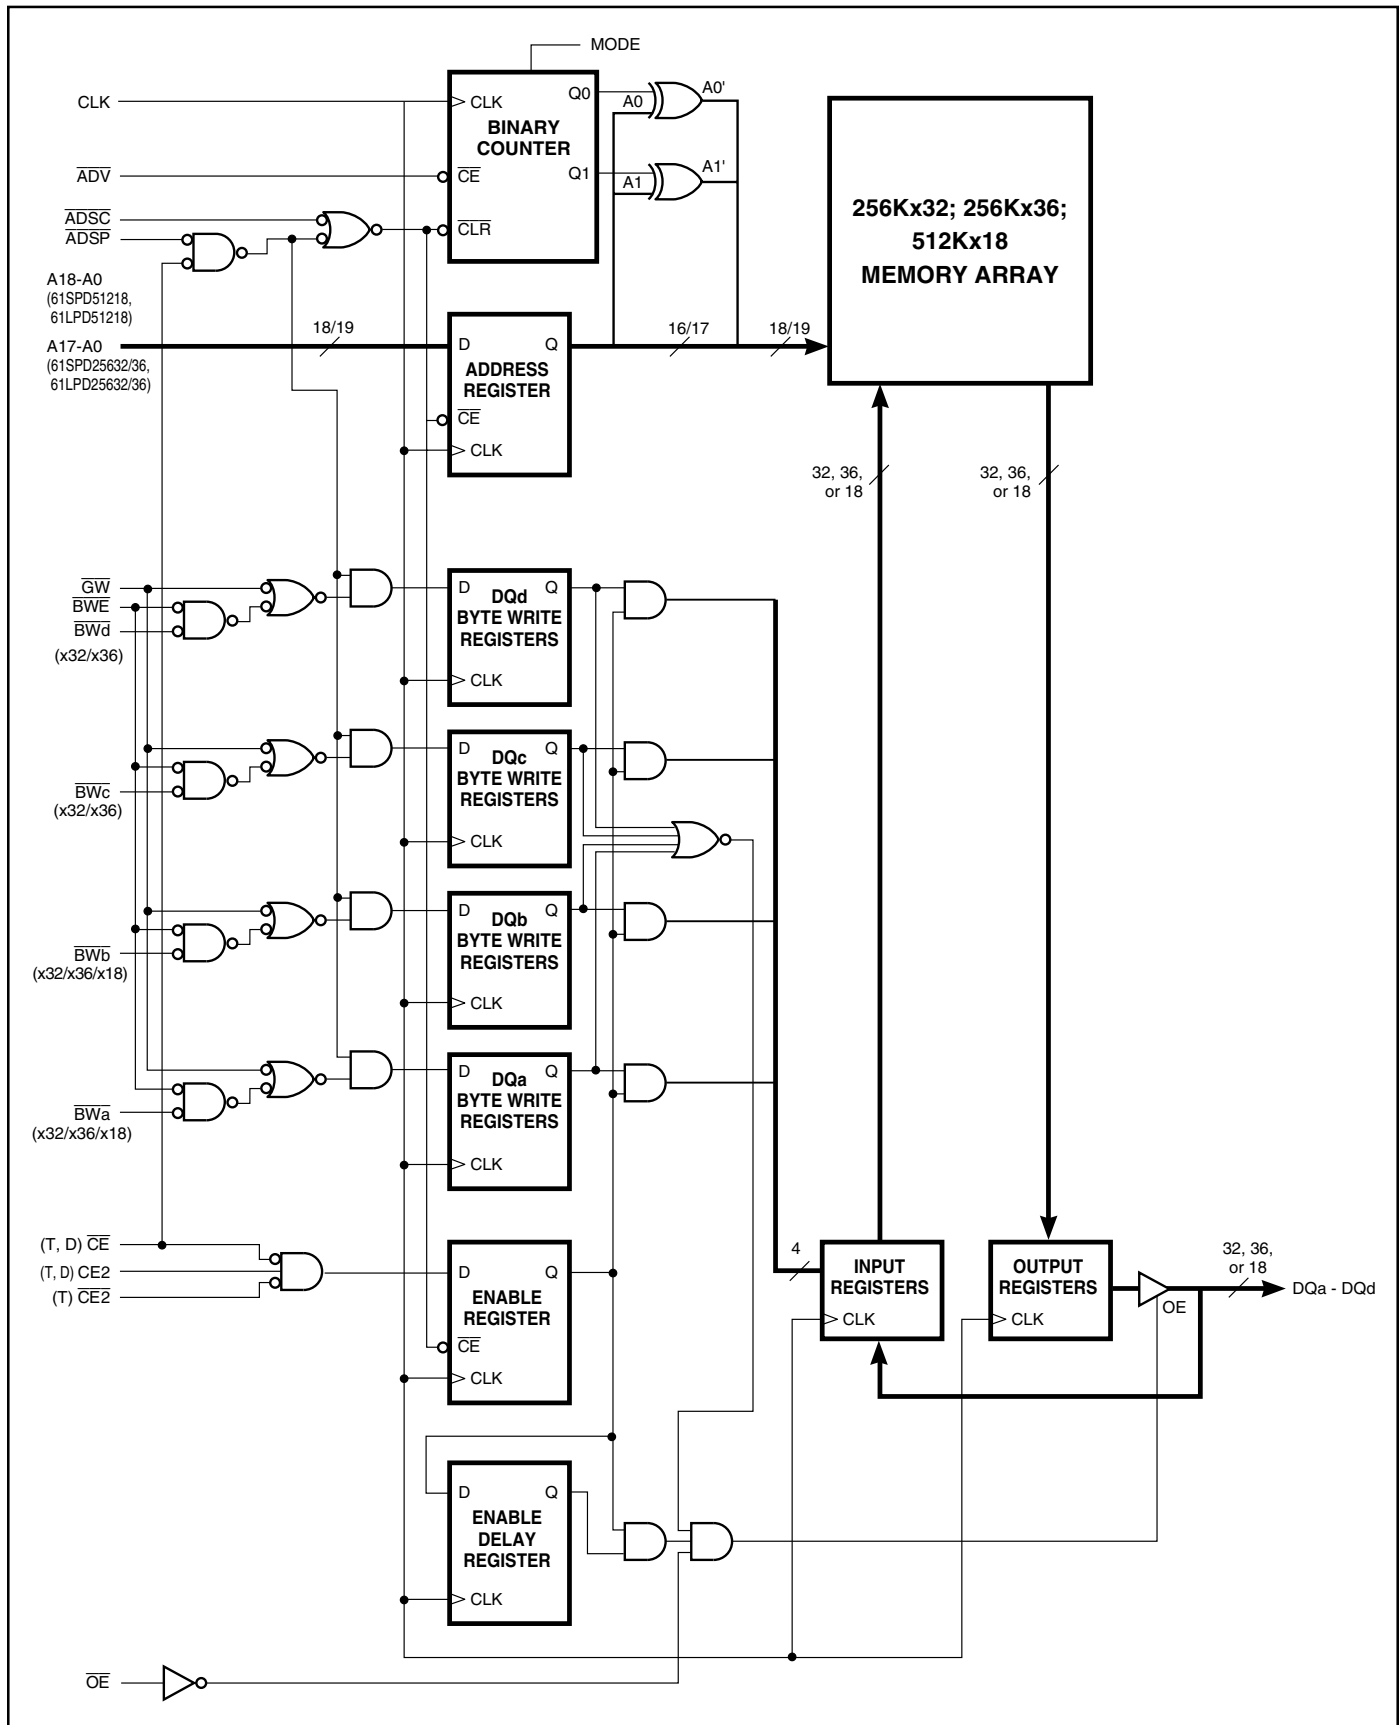 MODE
CLK
CLK
Q0
A0
A0'
BINARY
COUNTER
ADV
CE
Q1
A1
A1'
ADSC
ADSP
CLR
256Kx32; 256Kx36;
512Kx18
MEMORY ARRAY
A18-A0
(61SPD51218,
61LPD51218)
A17-A0
(61SPD25632/36,
61LPD25632/36)
18/19
D
Q
16/17
18/19
ADDRESS
REGISTER
CE
CLK
32, 36,
or 18
32, 36,
or 18
GW
BWE
BWd
(x32/x36)
D
Q
DQd
BYTE WRITE
REGISTERS
CLK
BWc
(x32/x36)
D
Q
DQc
BYTE WRITE
REGISTERS
CLK
BWb
(x32/x36/x18)
D
Q
DQb
BYTE WRITE
REGISTERS
CLK
BWa
(x32/x36/x18)
D
Q
DQa
BYTE WRITE
REGISTERS
CLK
(T, D) CE
(T, D) CE2
(T) CE2
D
Q
ENABLE
REGISTER
CE
CLK
4
INPUT
REGISTERS
CLK
OUTPUT
REGISTERS
CLK
OE
32, 36,
or 18
DQa - DQd
D
Q
ENABLE
DELAY
REGISTER
CLK
OE